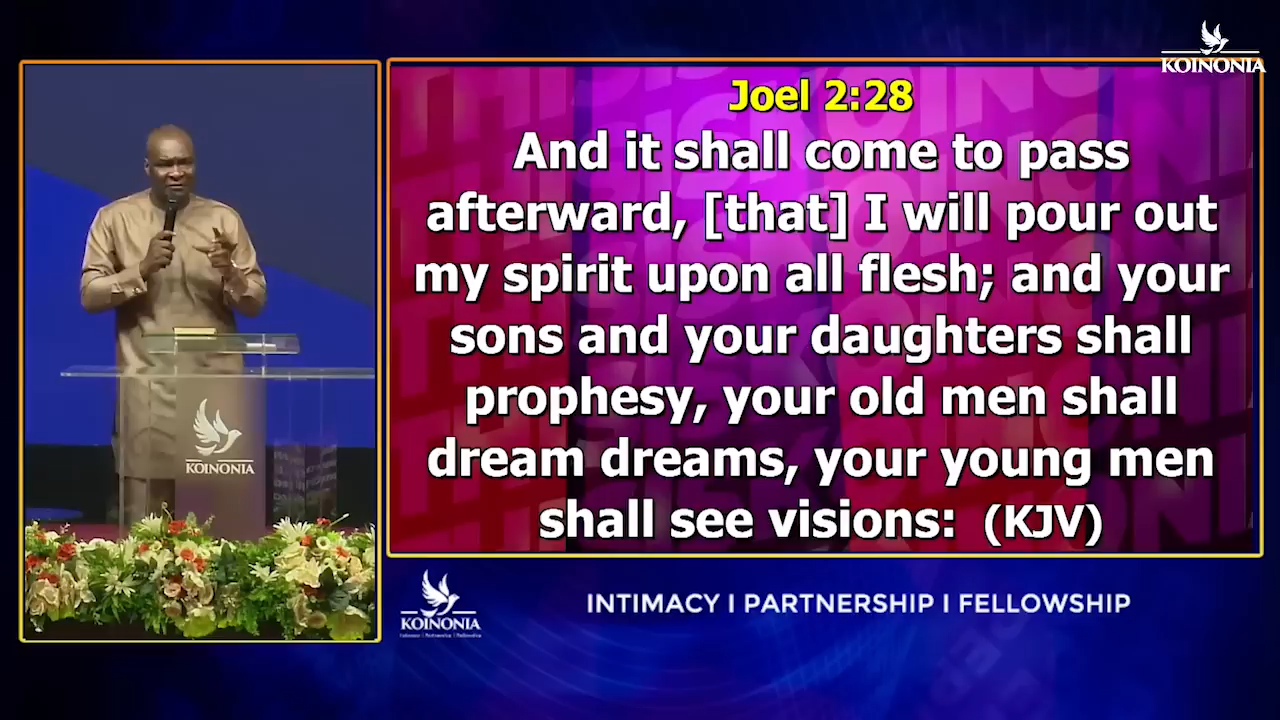 KOINONIA
Joel 2:28
And it shall come to pass
afterward, [that] I will pour out
my spirit upon all flesh; and your
sons and your daughters shall
prophesy, your old men shall
dream dreams, your young men
shall see visions: (KJV)
KOINONIA
KOINONIA
INTIMACY I PARTNERSHIP I FELLOWSHIP